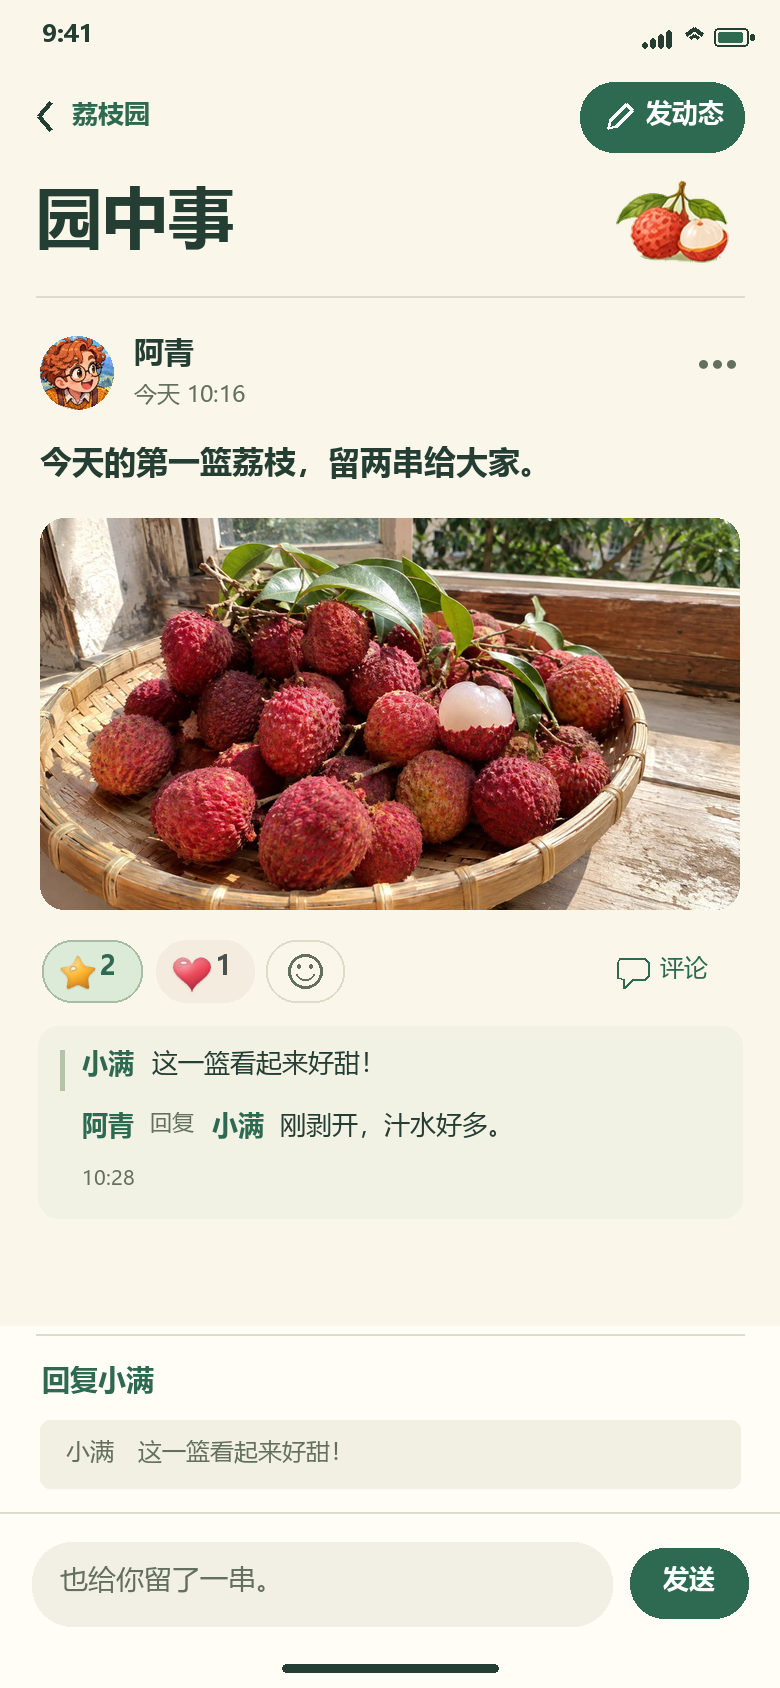 9:41
荔枝园
发动态
园中事
阿青
今天 10:16
今天的第一篮荔枝，留两串给大家。
2
1
评论
小满 这一篮看起来好甜！
阿青 回复 小满 刚剥开，汁水好多。
10:28
回复小满
小满 这一篮看起来好甜！
也给你留了一串。
发送